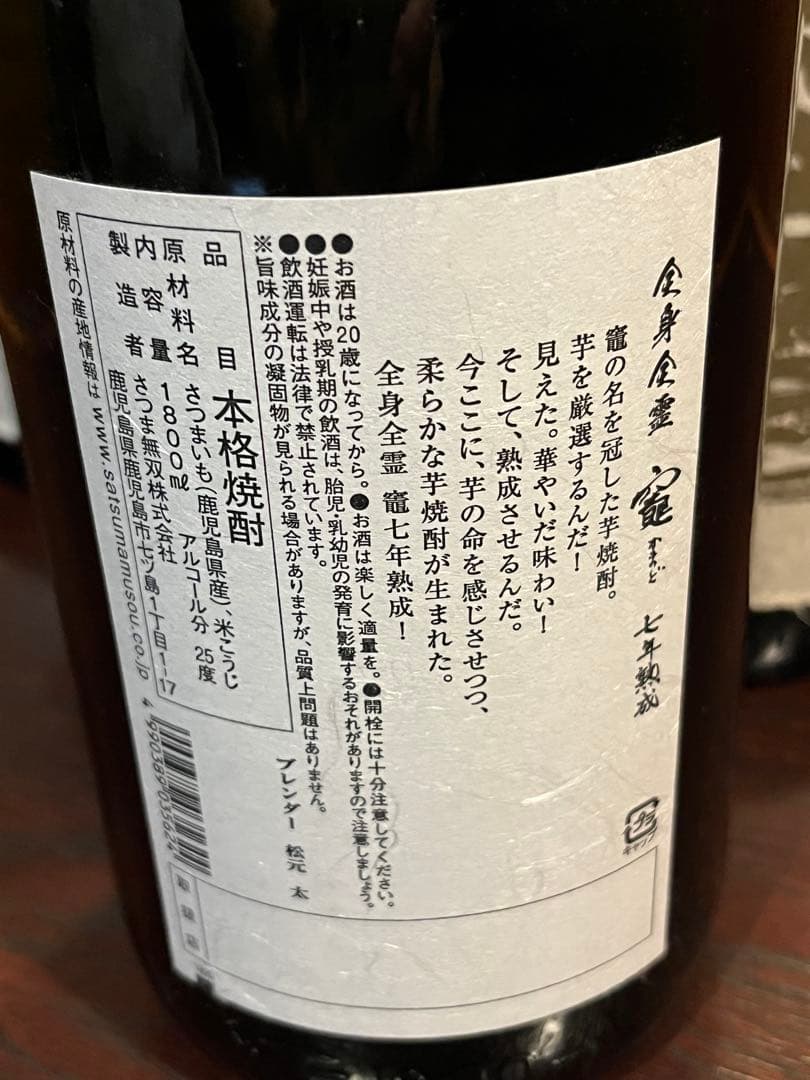 全身全霊 竈 かまど 七年熟成
竈の名を冠した芋焼酎。
芋を厳選するんだ!
見えた。華やいだ味わい!
そして、熟成させるんだ。
今ここに、芋の命を感じさせつつ、
柔らかな芋焼酎が生まれた。
全身全霊 竈七年熟成!
キャップ
●お酒は20歳になってから。●お酒は楽しく適量を。●開栓には十分注意してください。
●妊娠中や授乳期の飲酒は、胎児・乳幼児の発育に影響するおそれがありますので注意しましょう。
●飲酒運転は法律で禁止されています。
※旨味成分の凝固物が見られる場合がありますが、品質上問題はありません。
ブレンダー 松元 太
品目 本格焼酎
原材料名 さつまいも(鹿児島県産)、米こうじ
内容量 1800㎖ アルコール分 25度
製造者 さつま無双株式会社
鹿児島県鹿児島市七ツ島1丁目1-17
原材料の産地情報は www.satsumamusou.co.jp